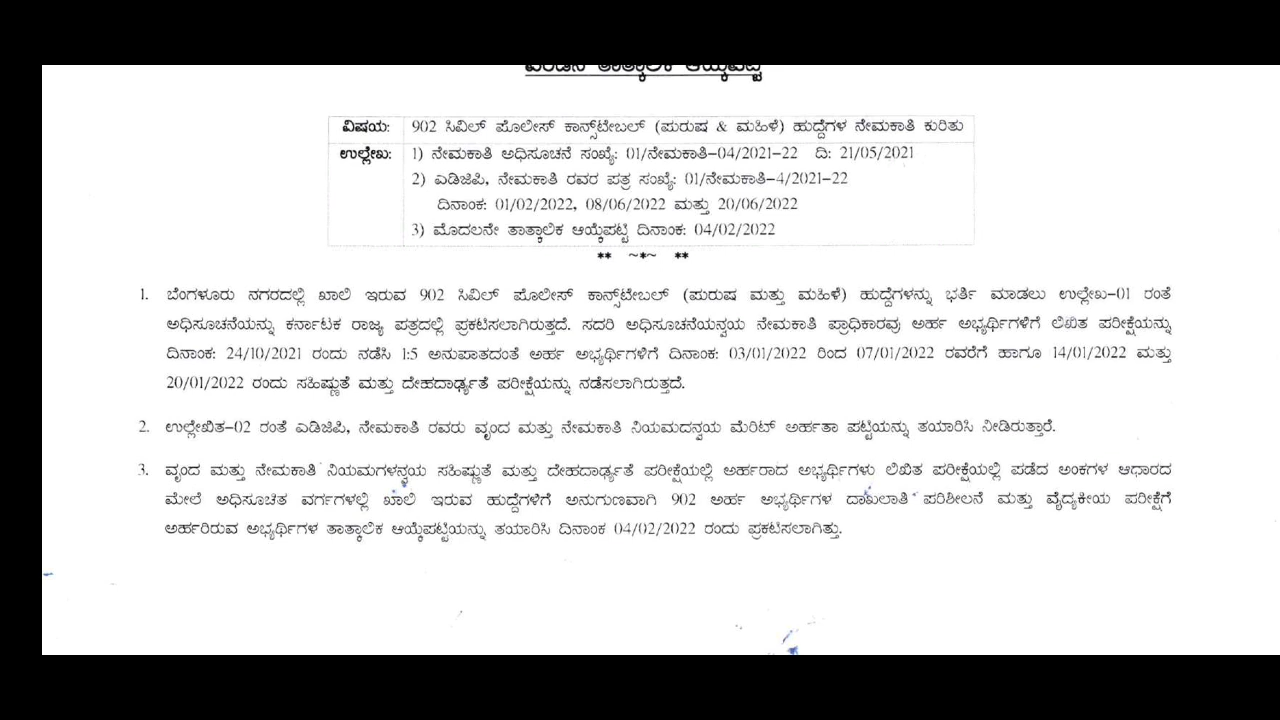 ಎರಡನೇ ತಾತ್ಕಾಲಿಕ ಆಯ್ಕೆಪಟ್ಟಿ
ವಿಷಯ: 902 ಸಿವಿಲ್ ಪೊಲೀಸ್ ಕಾನ್ಸ್‌ಟೇಬಲ್ (ಪುರುಷ & ಮಹಿಳೆ) ಹುದ್ದೆಗಳ ನೇಮಕಾತಿ ಕುರಿತು
ಉಲ್ಲೇಖ: 1) ನೇಮಕಾತಿ ಅಧಿಸೂಚನೆ ಸಂಖ್ಯೆ: 01/ನೇಮಕಾತಿ-04/2021-22 ದಿ: 21/05/2021
2) ಎಡಿಜಿಪಿ, ನೇಮಕಾತಿ ರವರ ಪತ್ರ ಸಂಖ್ಯೆ: 01/ನೇಮಕಾತಿ-4/2021-22
ದಿನಾಂಕ: 01/02/2022, 08/06/2022 ಮತ್ತು 20/06/2022
3) ಮೊದಲನೇ ತಾತ್ಕಾಲಿಕ ಆಯ್ಕೆಪಟ್ಟಿ ದಿನಾಂಕ: 04/02/2022
** ~*~ **
1. ಬೆಂಗಳೂರು ನಗರದಲ್ಲಿ ಖಾಲಿ ಇರುವ 902 ಸಿವಿಲ್ ಪೊಲೀಸ್ ಕಾನ್ಸ್‌ಟೇಬಲ್ (ಪುರುಷ ಮತ್ತು ಮಹಿಳೆ) ಹುದ್ದೆಗಳನ್ನು ಭರ್ತಿ ಮಾಡಲು ಉಲ್ಲೇಖ-01 ರಂತೆ
ಅಧಿಸೂಚನೆಯನ್ನು ಕರ್ನಾಟಕ ರಾಜ್ಯ ಪತ್ರದಲ್ಲಿ ಪ್ರಕಟಿಸಲಾಗಿರುತ್ತದೆ. ಸದರಿ ಅಧಿಸೂಚನೆಯನ್ವಯ ನೇಮಕಾತಿ ಪ್ರಾಧಿಕಾರವು ಅರ್ಹ ಅಭ್ಯರ್ಥಿಗಳಿಗೆ ಲಿಖಿತ ಪರೀಕ್ಷೆಯನ್ನು
ದಿನಾಂಕ: 24/10/2021 ರಂದು ನಡೆಸಿ 1:5 ಅನುಪಾತದಂತೆ ಅರ್ಹ ಅಭ್ಯರ್ಥಿಗಳಿಗೆ ದಿನಾಂಕ: 03/01/2022 ರಿಂದ 07/01/2022 ರವರೆಗೆ ಹಾಗೂ 14/01/2022 ಮತ್ತು
20/01/2022 ರಂದು ಸಹಿಷ್ಣುತೆ ಮತ್ತು ದೇಹದಾರ್ಢ್ಯತೆ ಪರೀಕ್ಷೆಯನ್ನು ನಡೆಸಲಾಗಿರುತ್ತದೆ.
2. ಉಲ್ಲೇಖಿತ-02 ರಂತೆ ಎಡಿಜಿಪಿ, ನೇಮಕಾತಿ ರವರು ವೃಂದ ಮತ್ತು ನೇಮಕಾತಿ ನಿಯಮದನ್ವಯ ಮೆರಿಟ್ ಅರ್ಹತಾ ಪಟ್ಟಿಯನ್ನು ತಯಾರಿಸಿ ನೀಡಿರುತ್ತಾರೆ.
3. ವೃಂದ ಮತ್ತು ನೇಮಕಾತಿ ನಿಯಮಗಳನ್ವಯ ಸಹಿಷ್ಣುತೆ ಮತ್ತು ದೇಹದಾರ್ಢ್ಯತೆ ಪರೀಕ್ಷೆಯಲ್ಲಿ ಅರ್ಹರಾದ ಅಭ್ಯರ್ಥಿಗಳು ಲಿಖಿತ ಪರೀಕ್ಷೆಯಲ್ಲಿ ಪಡೆದ ಅಂಕಗಳ ಆಧಾರದ
ಮೇಲೆ ಅಧಿಸೂಚಿತ ವರ್ಗಗಳಲ್ಲಿ ಖಾಲಿ ಇರುವ ಹುದ್ದೆಗಳಿಗೆ ಅನುಗುಣವಾಗಿ 902 ಅರ್ಹ ಅಭ್ಯರ್ಥಿಗಳ ದಾಖಲಾತಿ ಪರಿಶೀಲನೆ ಮತ್ತು ವೈದ್ಯಕೀಯ ಪರೀಕ್ಷೆಗೆ
ಅರ್ಹರಿರುವ ಅಭ್ಯರ್ಥಿಗಳ ತಾತ್ಕಾಲಿಕ ಆಯ್ಕೆಪಟ್ಟಿಯನ್ನು ತಯಾರಿಸಿ ದಿನಾಂಕ 04/02/2022 ರಂದು ಪ್ರಕಟಿಸಲಾಗಿತ್ತು.